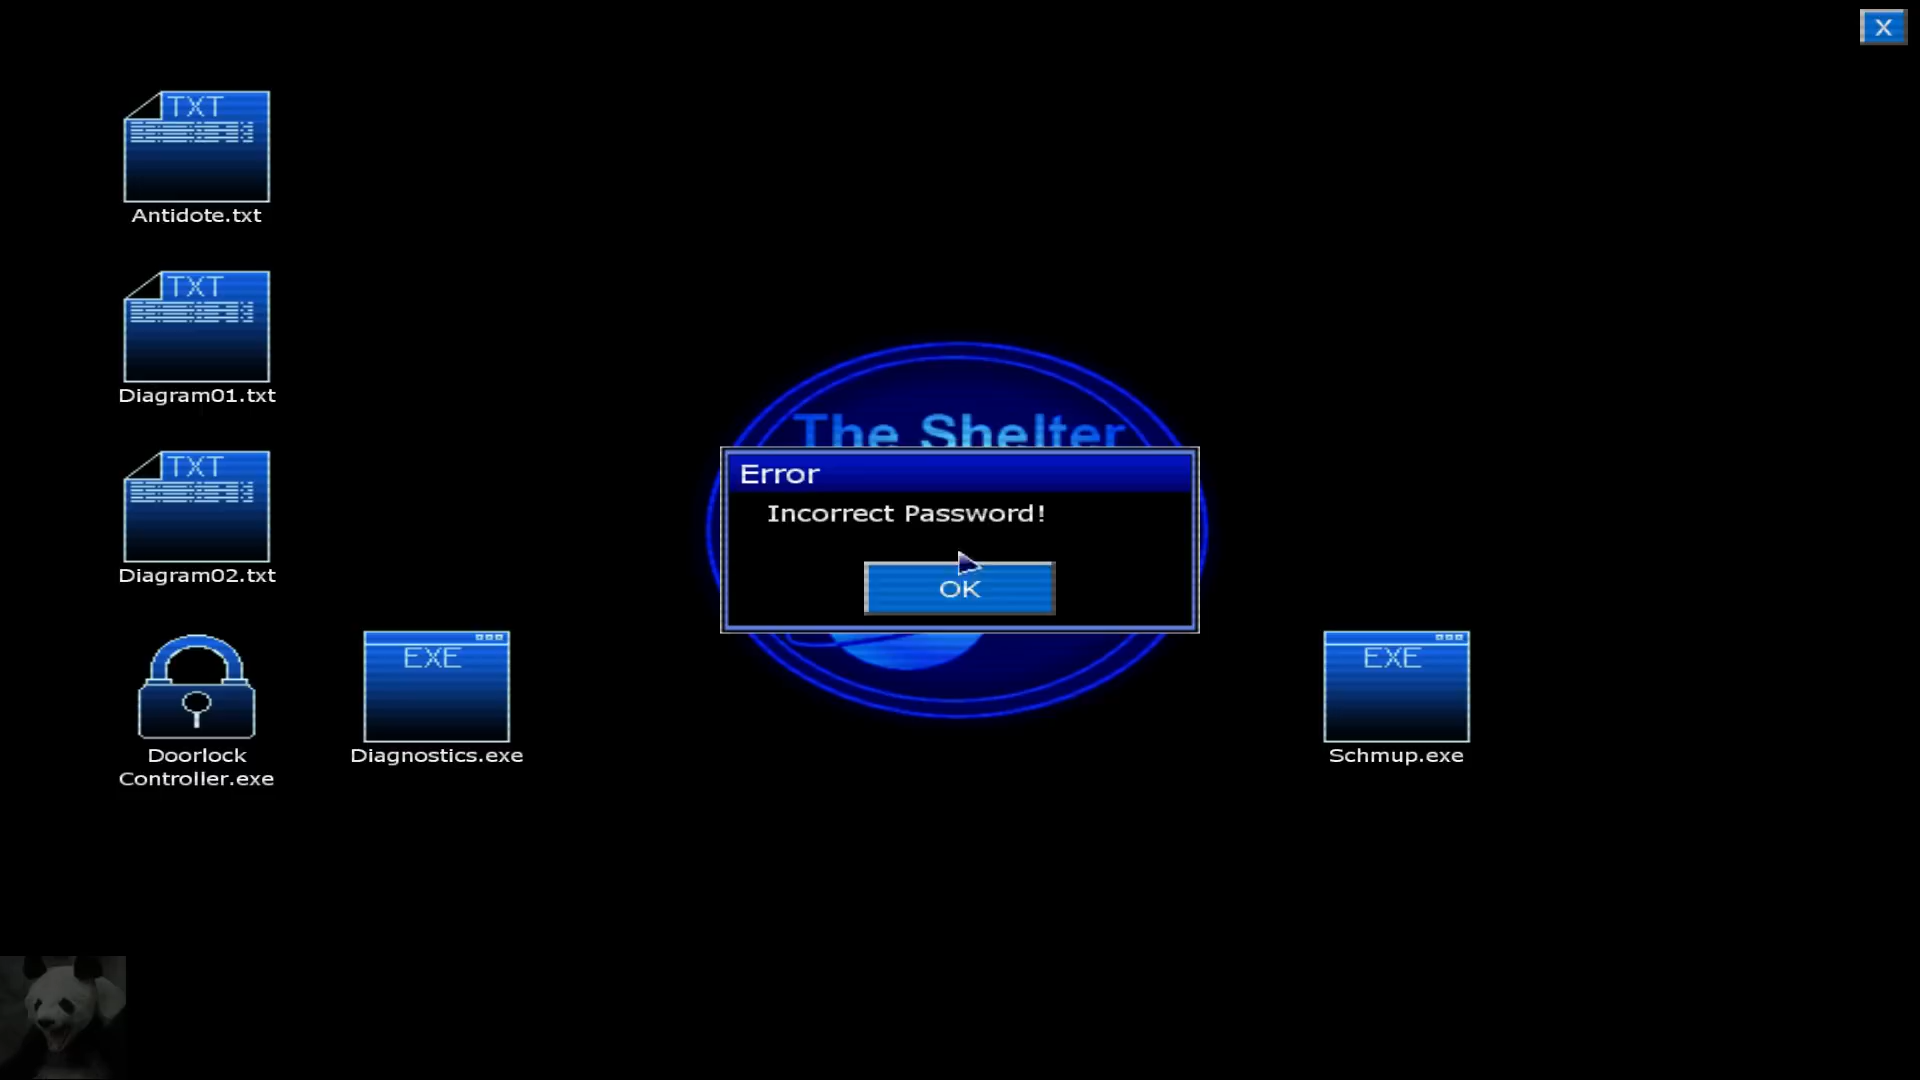 X
TXT
Antidote.txt
TXT
Diagram01.txt
TXT
Diagram02.txt
The Shelter
Error
Incorrect Password!
OK
EXE
EXE
Doorlock
Controller.exe
Diagnostics.exe
Schmup.exe